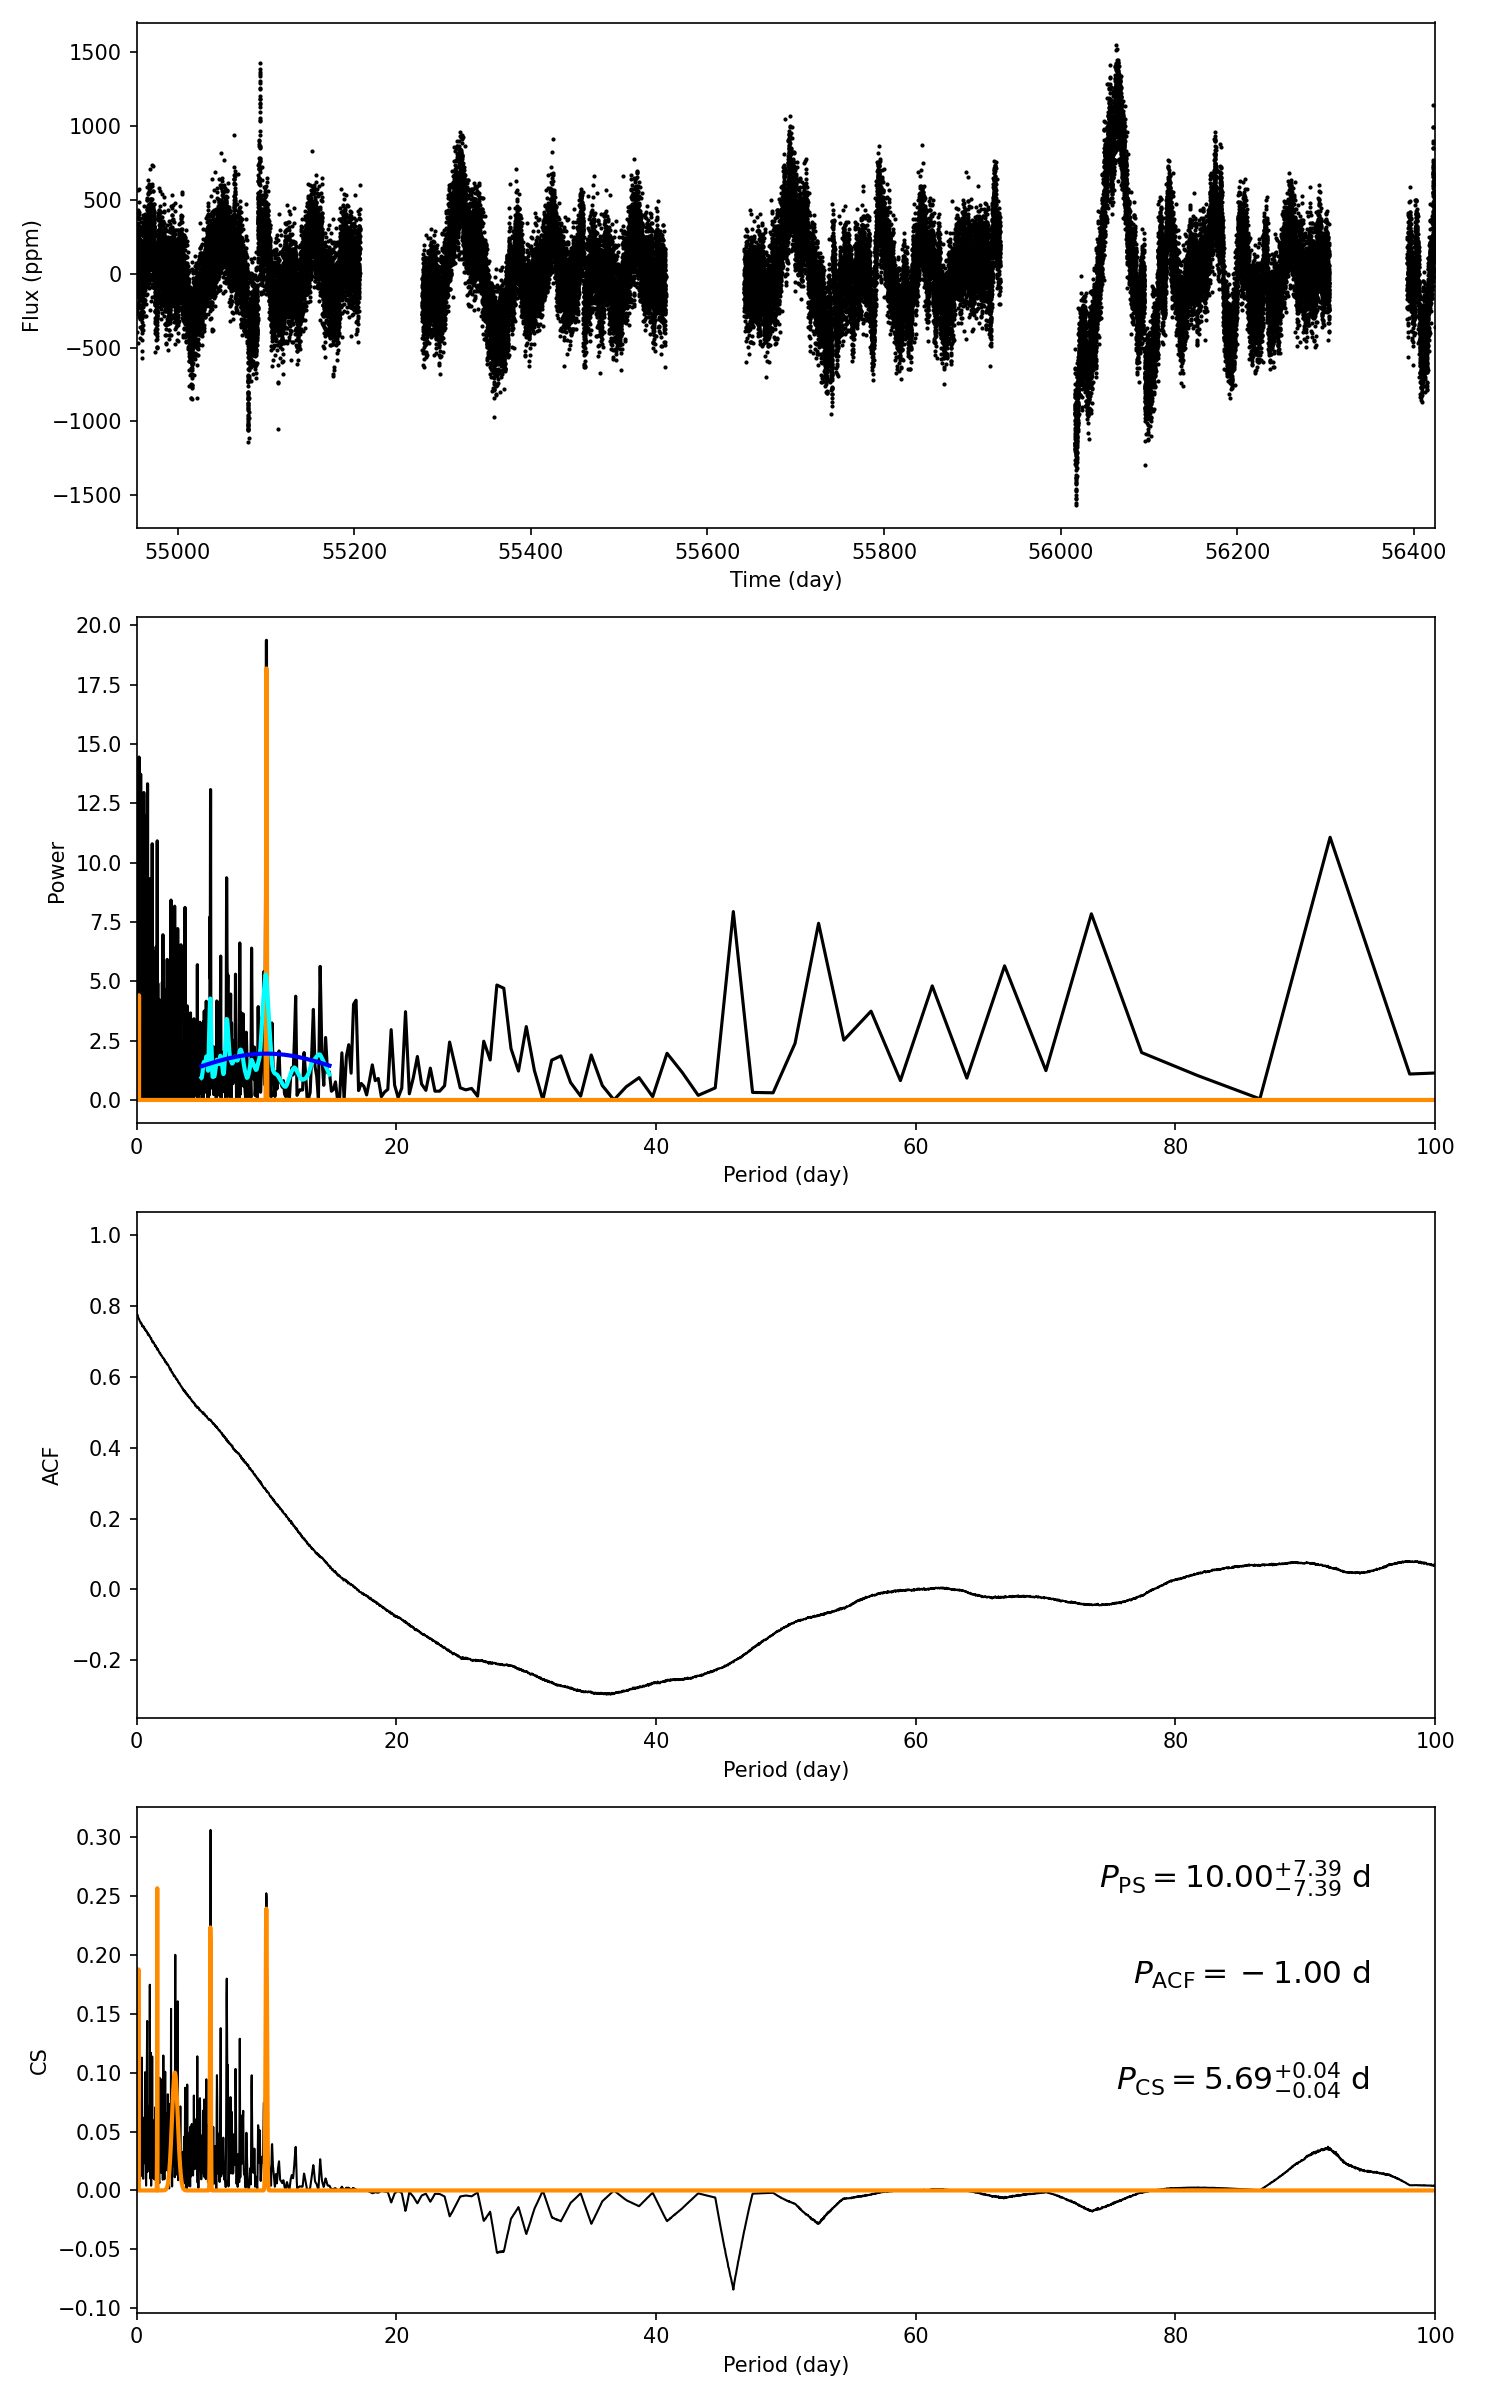 1500
1000
500
0
−500
−1000
−1500
Flux (ppm)
55000 55200 55400 55600 55800 56000 56200 56400
Time (day)
20.0
17.5
15.0
12.5
10.0
7.5
5.0
2.5
0.0
Power
0 20 40 60 80 100
Period (day)
1.0
0.8
0.6
0.4
0.2
0.0
−0.2
ACF
0 20 40 60 80 100
Period (day)
0.30
0.25
0.20
0.15
0.10
0.05
0.00
−0.05
−0.10
CS
P_PS = 10.00^{+7.39}_{−7.39} d
P_ACF = −1.00 d
P_CS = 5.69^{+0.04}_{−0.04} d
0 20 40 60 80 100
Period (day)